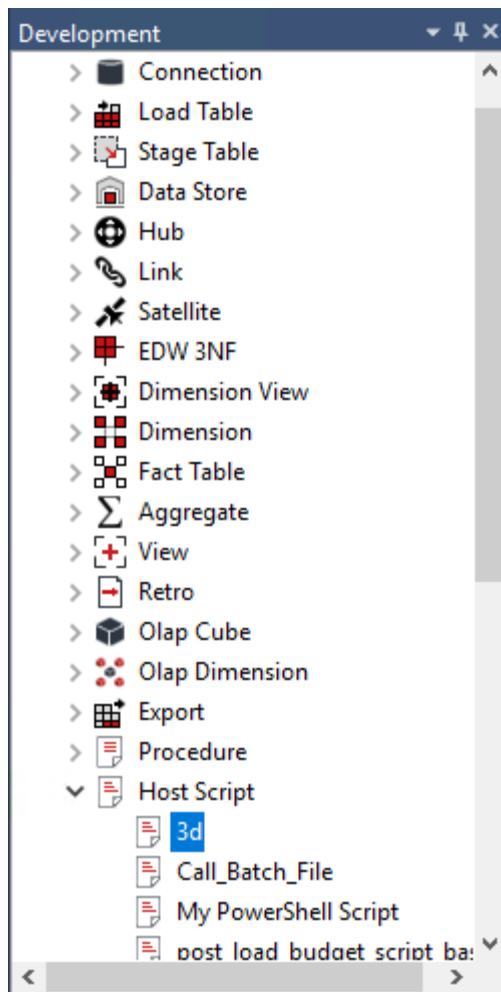 Development
Connection
Load Table
Stage Table
Data Store
Hub
Link
Satellite
EDW 3NF
Dimension View
Dimension
Fact Table
Aggregate
View
Retro
Olap Cube
Olap Dimension
Export
Procedure
Host Script
3d
Call_Batch_File
My PowerShell Script
post_load_budget_script_ba